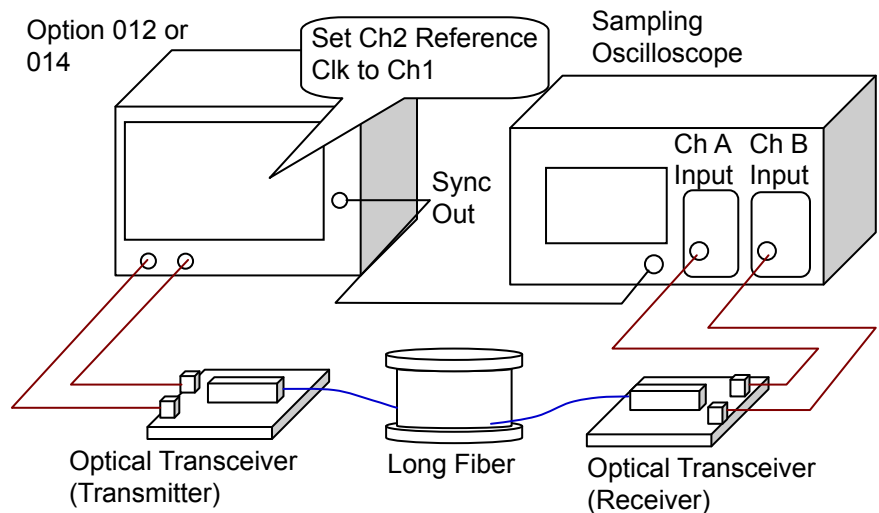 Option 012 or
014
Set Ch2 Reference
Clk to Ch1
Sampling
Oscilloscope
Ch A
Input
Ch B
Input
Sync
Out
Optical Transceiver
(Transmitter)
Long Fiber
Optical Transceiver
(Receiver)